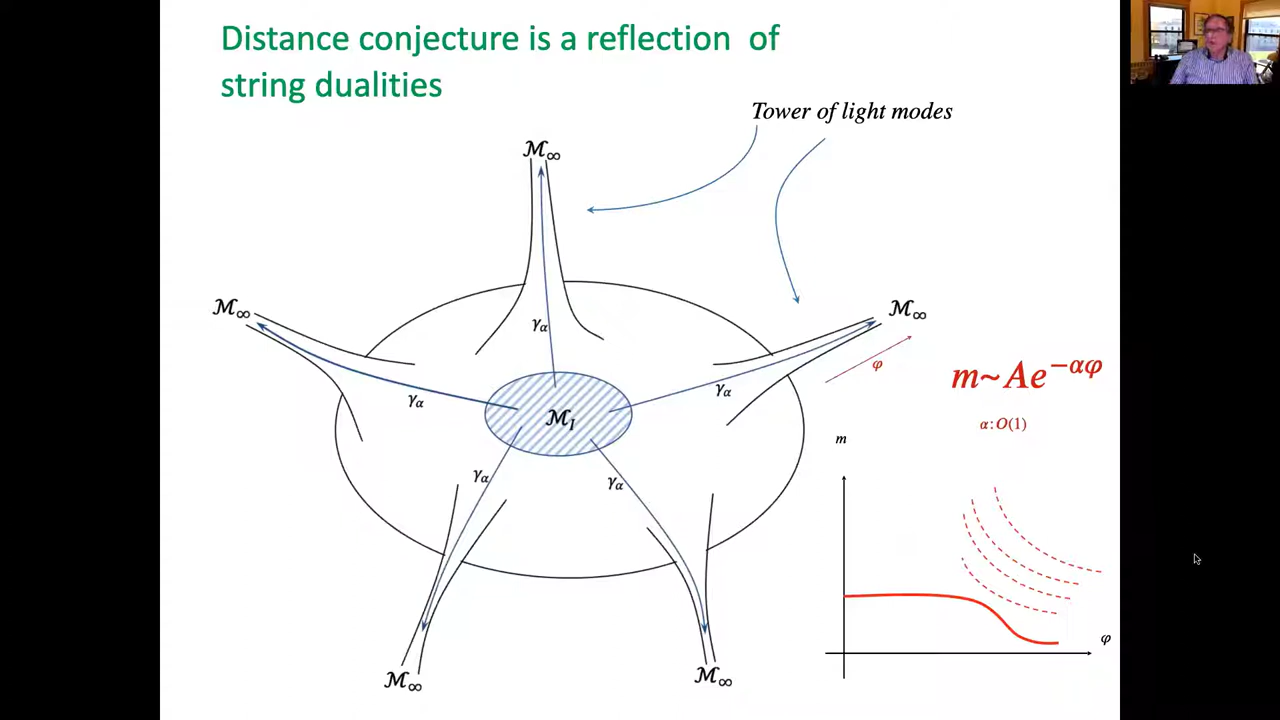 Distance conjecture is a reflection of
string dualities
Tower of light modes
ℳ∞
ℳ∞
ℳ∞
γα
φ
m~Ae^{-αφ}
γα
γα
ℳI
α:O(1)
m
γα
γα
φ
ℳ∞
ℳ∞